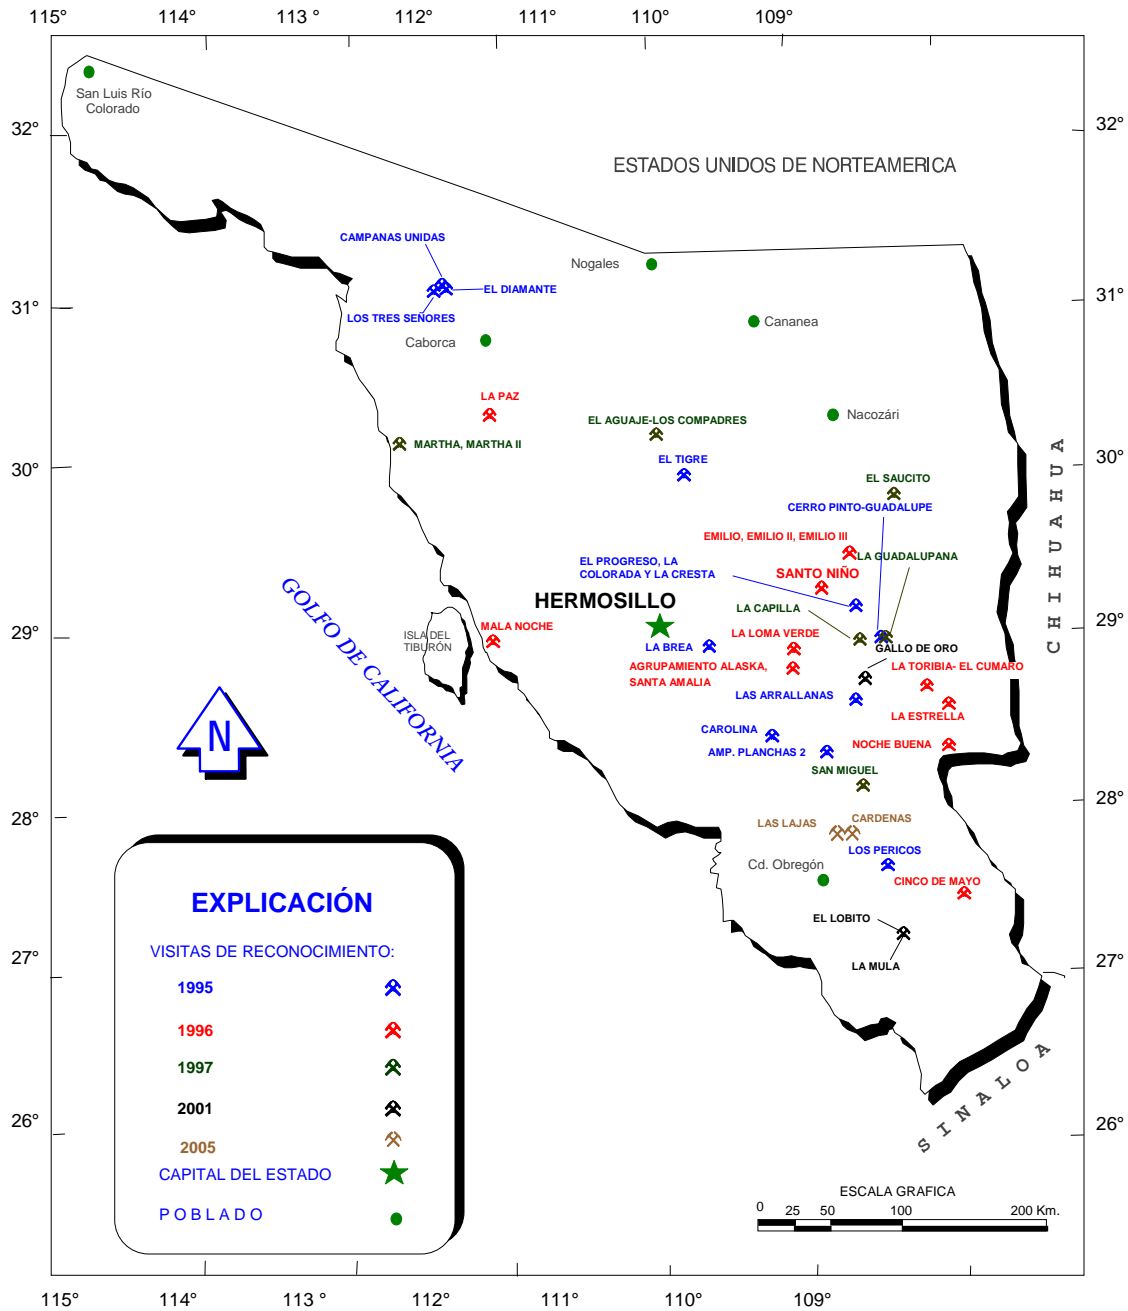 115°
114°
113 °
112°
111°
110°
109°
San Luis Río
Colorado
32°
32°
ESTADOS UNIDOS DE NORTEAMERICA
CAMPANAS UNIDAS
Nogales
EL DIAMANTE
31°
31°
LOS TRES SEÑORES
Cananea
Caborca
LA PAZ
EL AGUAJE-LOS COMPADRES
Nacozári
MARTHA, MARTHA II
EL TIGRE
30°
30°
EL SAUCITO
CERRO PINTO-GUADALUPE
CHIHUAHUA
EMILIO, EMILIO II, EMILIO III
LA GUADALUPANA
EL PROGRESO, LA
COLORADA Y LA CRESTA
SANTO NIÑO
HERMOSILLO
LA CAPILLA
GOLFO DE CALIFORNIA
ISLA DEL
TIBURÓN
MALA NOCHE
29°
29°
LA LOMA VERDE
LA BREA
GALLO DE ORO
AGRUPAMIENTO ALASKA,
SANTA AMALIA
LA TORIBIA- EL CUMARO
LAS ARRALLANAS
LA ESTRELLA
N
CAROLINA
AMP. PLANCHAS 2
NOCHE BUENA
SAN MIGUEL
28°
28°
LAS LAJAS
CARDENAS
LOS PERICOS
Cd. Obregón
CINCO DE MAYO
EL LOBITO
LA MULA
27°
27°
EXPLICACIÓN
VISITAS DE RECONOCIMIENTO:
1995
1996
1997
2001
2005
CAPITAL DEL ESTADO
POBLADO
SINALOA
26°
26°
ESCALA GRAFICA
0
25
50
100
200 Km.
115°
114°
113 °
112°
111°
110°
109°